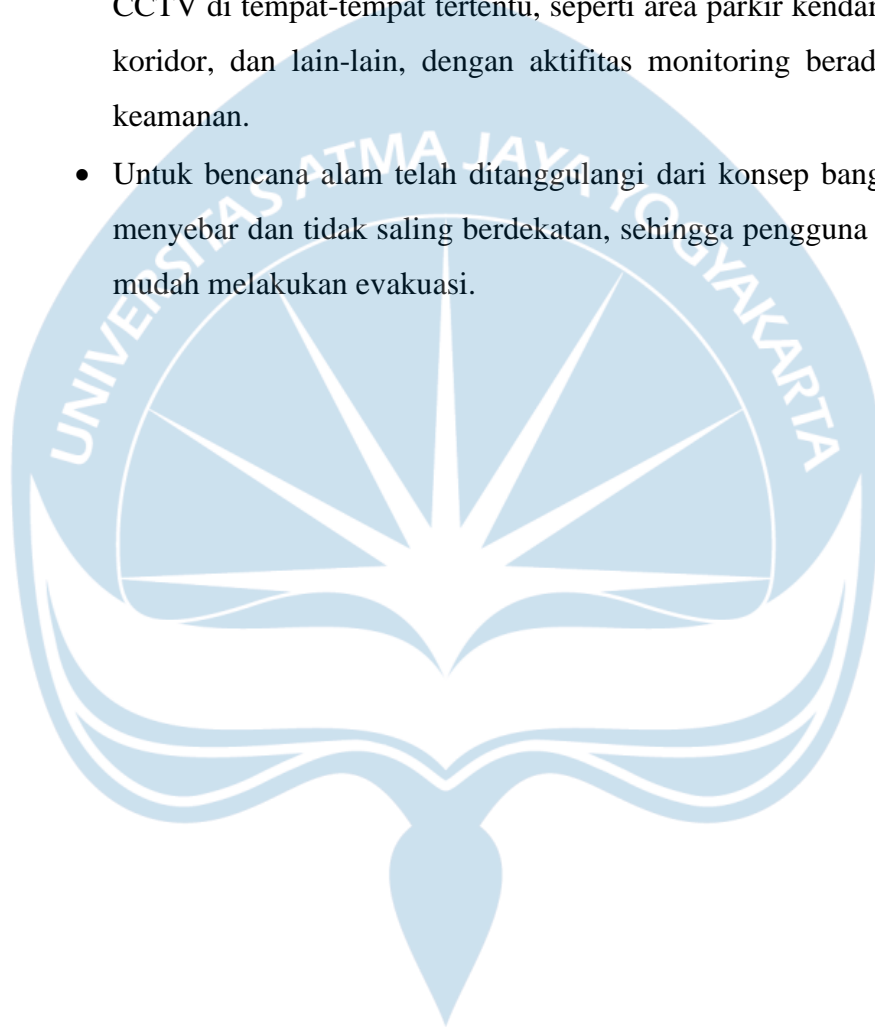 CCTV di tempat-tempat tertentu, seperti area parkir kendar
koridor, dan lain-lain, dengan aktifitas monitoring berad
keamanan.
• Untuk bencana alam telah ditanggulangi dari konsep bang
menyebar dan tidak saling berdekatan, sehingga pengguna
mudah melakukan evakuasi.
UNIVERSITAS ATMA JAYA YOGYAKARTA